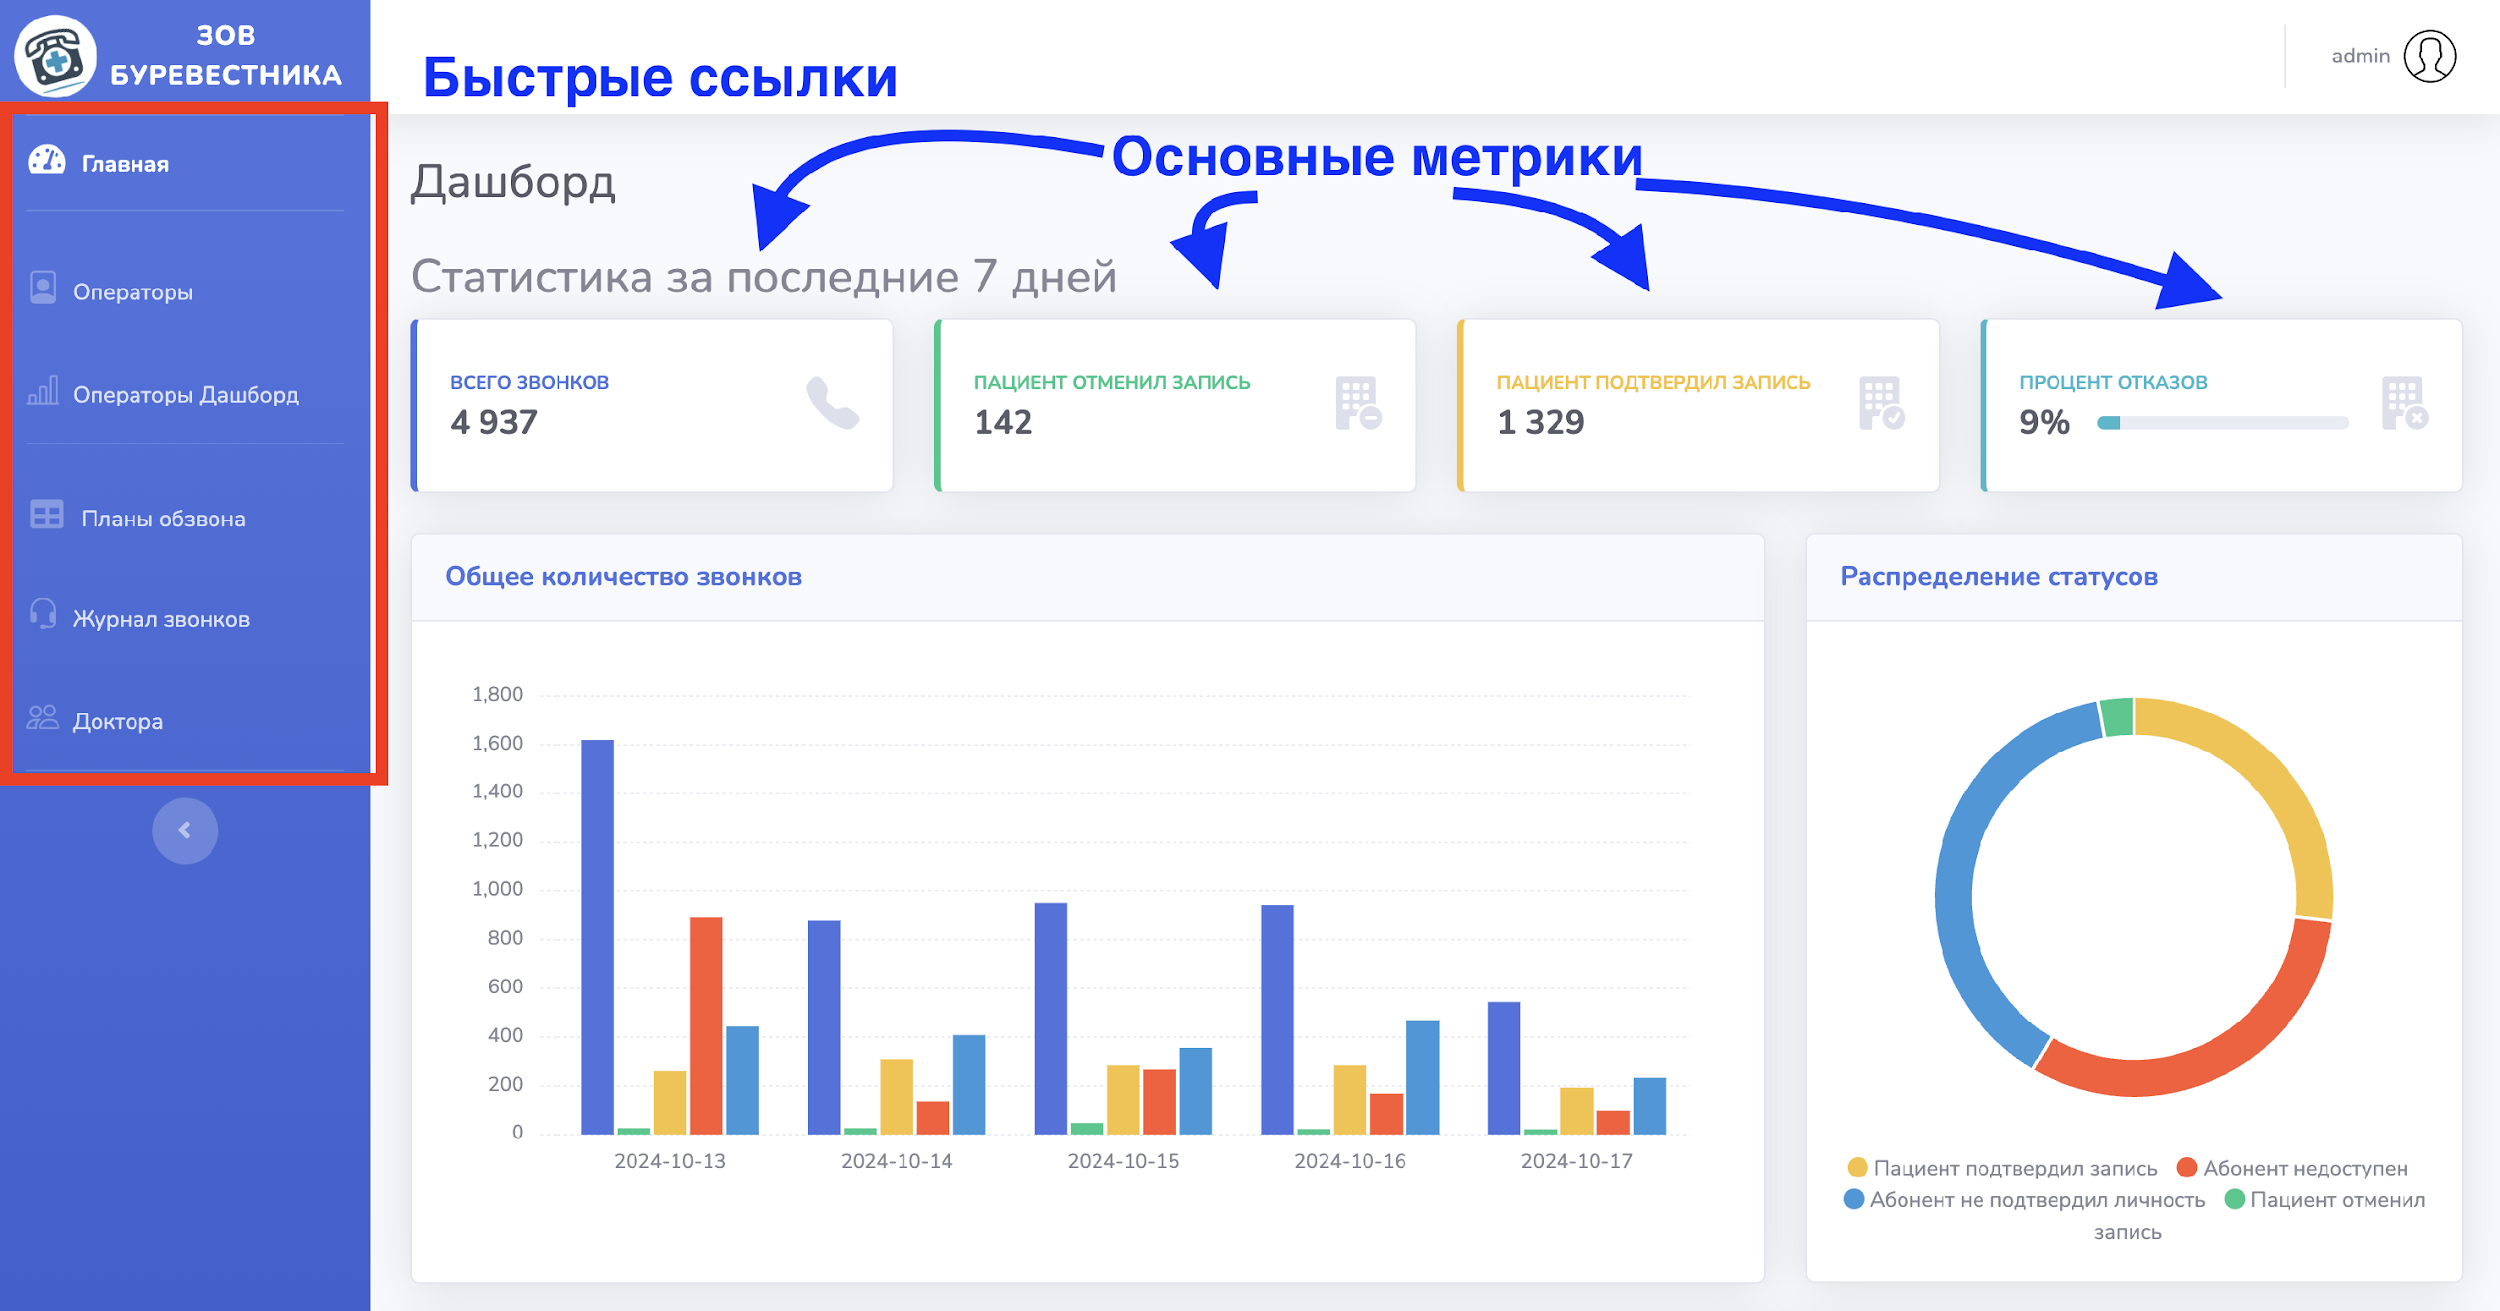 ЗОВ
БУРЕВЕСТНИКА
Быстрые ссылки
admin
Главная
Операторы
Операторы Дашборд
Планы обзвона
Журнал звонков
Доктора
Основные метрики
Дашборд
Статистика за последние 7 дней
ВСЕГО ЗВОНКОВ
4 937
ПАЦИЕНТ ОТМЕНИЛ ЗАПИСЬ
142
ПАЦИЕНТ ПОДТВЕРДИЛ ЗАПИСЬ
1 329
ПРОЦЕНТ ОТКАЗОВ
9%
Общее количество звонков
1,800
1,600
1,400
1,200
1,000
800
600
400
200
0
2024-10-13 2024-10-14 2024-10-15 2024-10-16 2024-10-17
Распределение статусов
Пациент подтвердил запись Абонент недоступен
Абонент не подтвердил личность Пациент отменил
запись